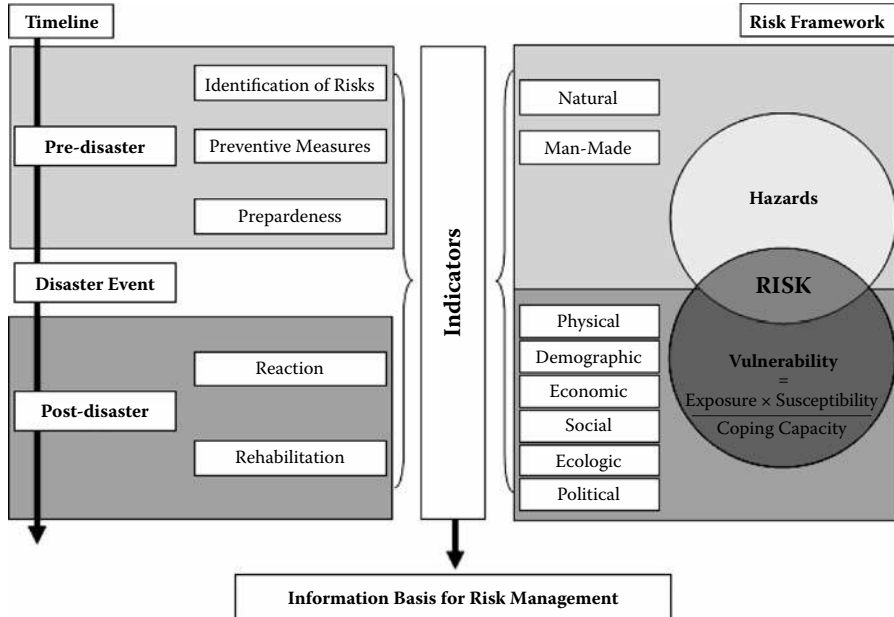 Timeline
Identification of Risks
Pre-disaster
Preventive Measures
Prepardeness
Disaster Event
Reaction
Post-disaster
Rehabilitation
Indicators
Risk Framework
Natural
Man-Made
Hazards
RISK
Physical
Demographic
Economic
Social
Ecologic
Political
Vulnerability
=
Exposure × Susceptibility
Coping Capacity
Information Basis for Risk Management